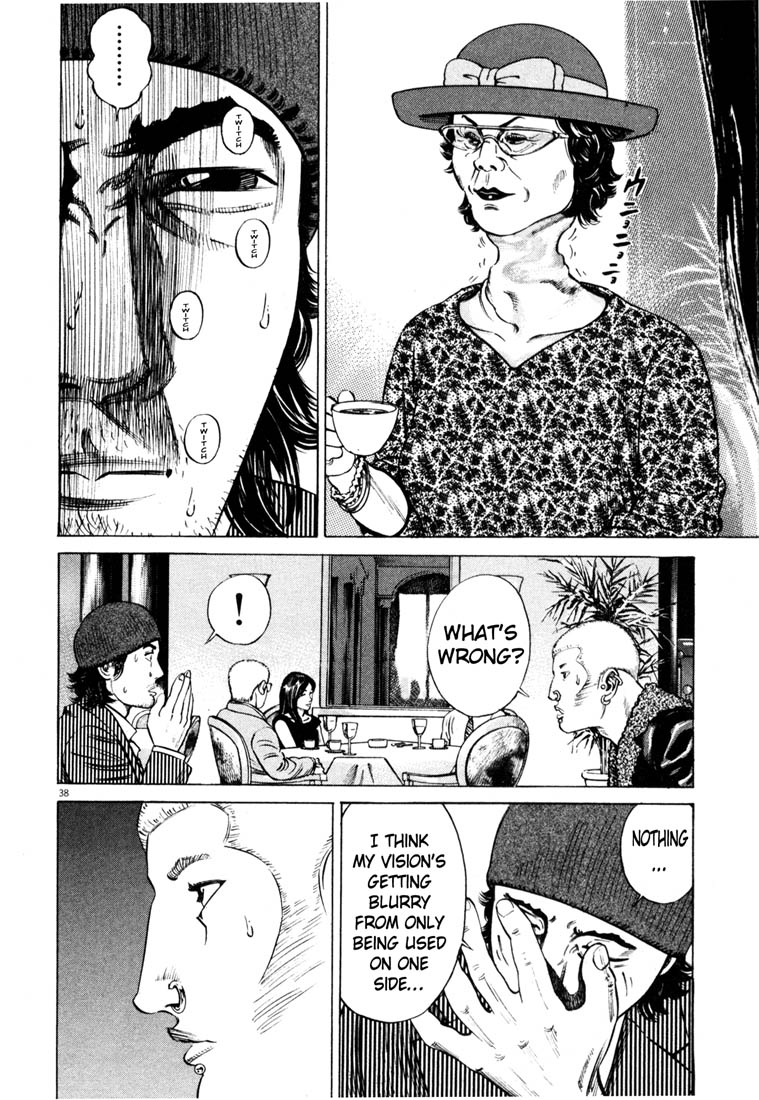 ......
TWITCH
TWITCH
TWITCH
TWITCH
WHAT'S
WRONG?
!
38
NOTHING
...
I THINK
MY VISION'S
GETTING
BLURRY
FROM ONLY
BEING USED
ON ONE
SIDE...